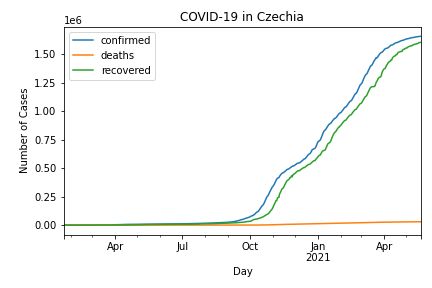 COVID-19 in Czechia
1e6
confirmed
deaths
recovered
1.50
1.25
1.00
0.75
0.50
0.25
0.00
Number of Cases
Apr
Jul
Oct
Jan
2021
Apr
Day